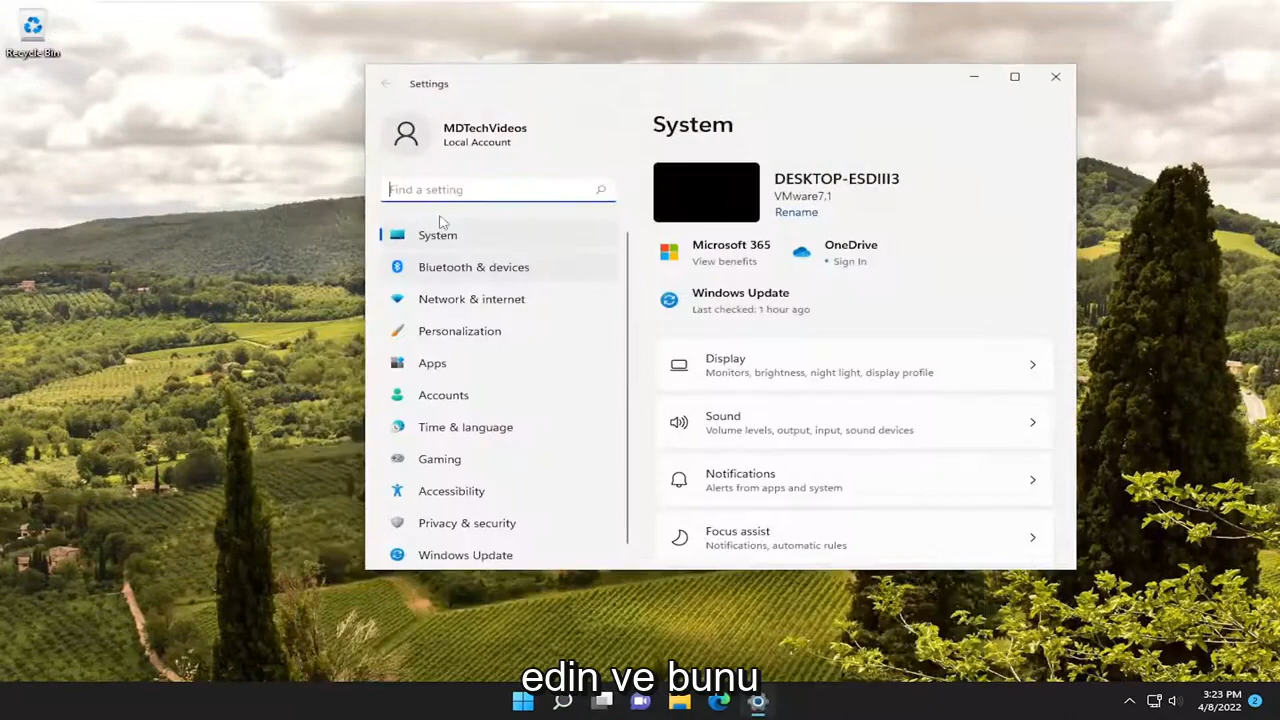 Recycle Bin
Settings
MDTechVideos
Local Account
Find a setting
System
Bluetooth & devices
Network & internet
Personalization
Apps
Accounts
Time & language
Gaming
Accessibility
Privacy & security
Windows Update
System
DESKTOP-ESDIII3
VMware7,1
Rename
Microsoft 365
View benefits
OneDrive
• Sign In
Windows Update
Last checked: 1 hour ago
Display
Monitors, brightness, night light, display profile
Sound
Volume levels, output, input, sound devices
Notifications
Alerts from apps and system
Focus assist
Notifications, automatic rules
edin ve bunu
3:23 PM
4/8/2022
2